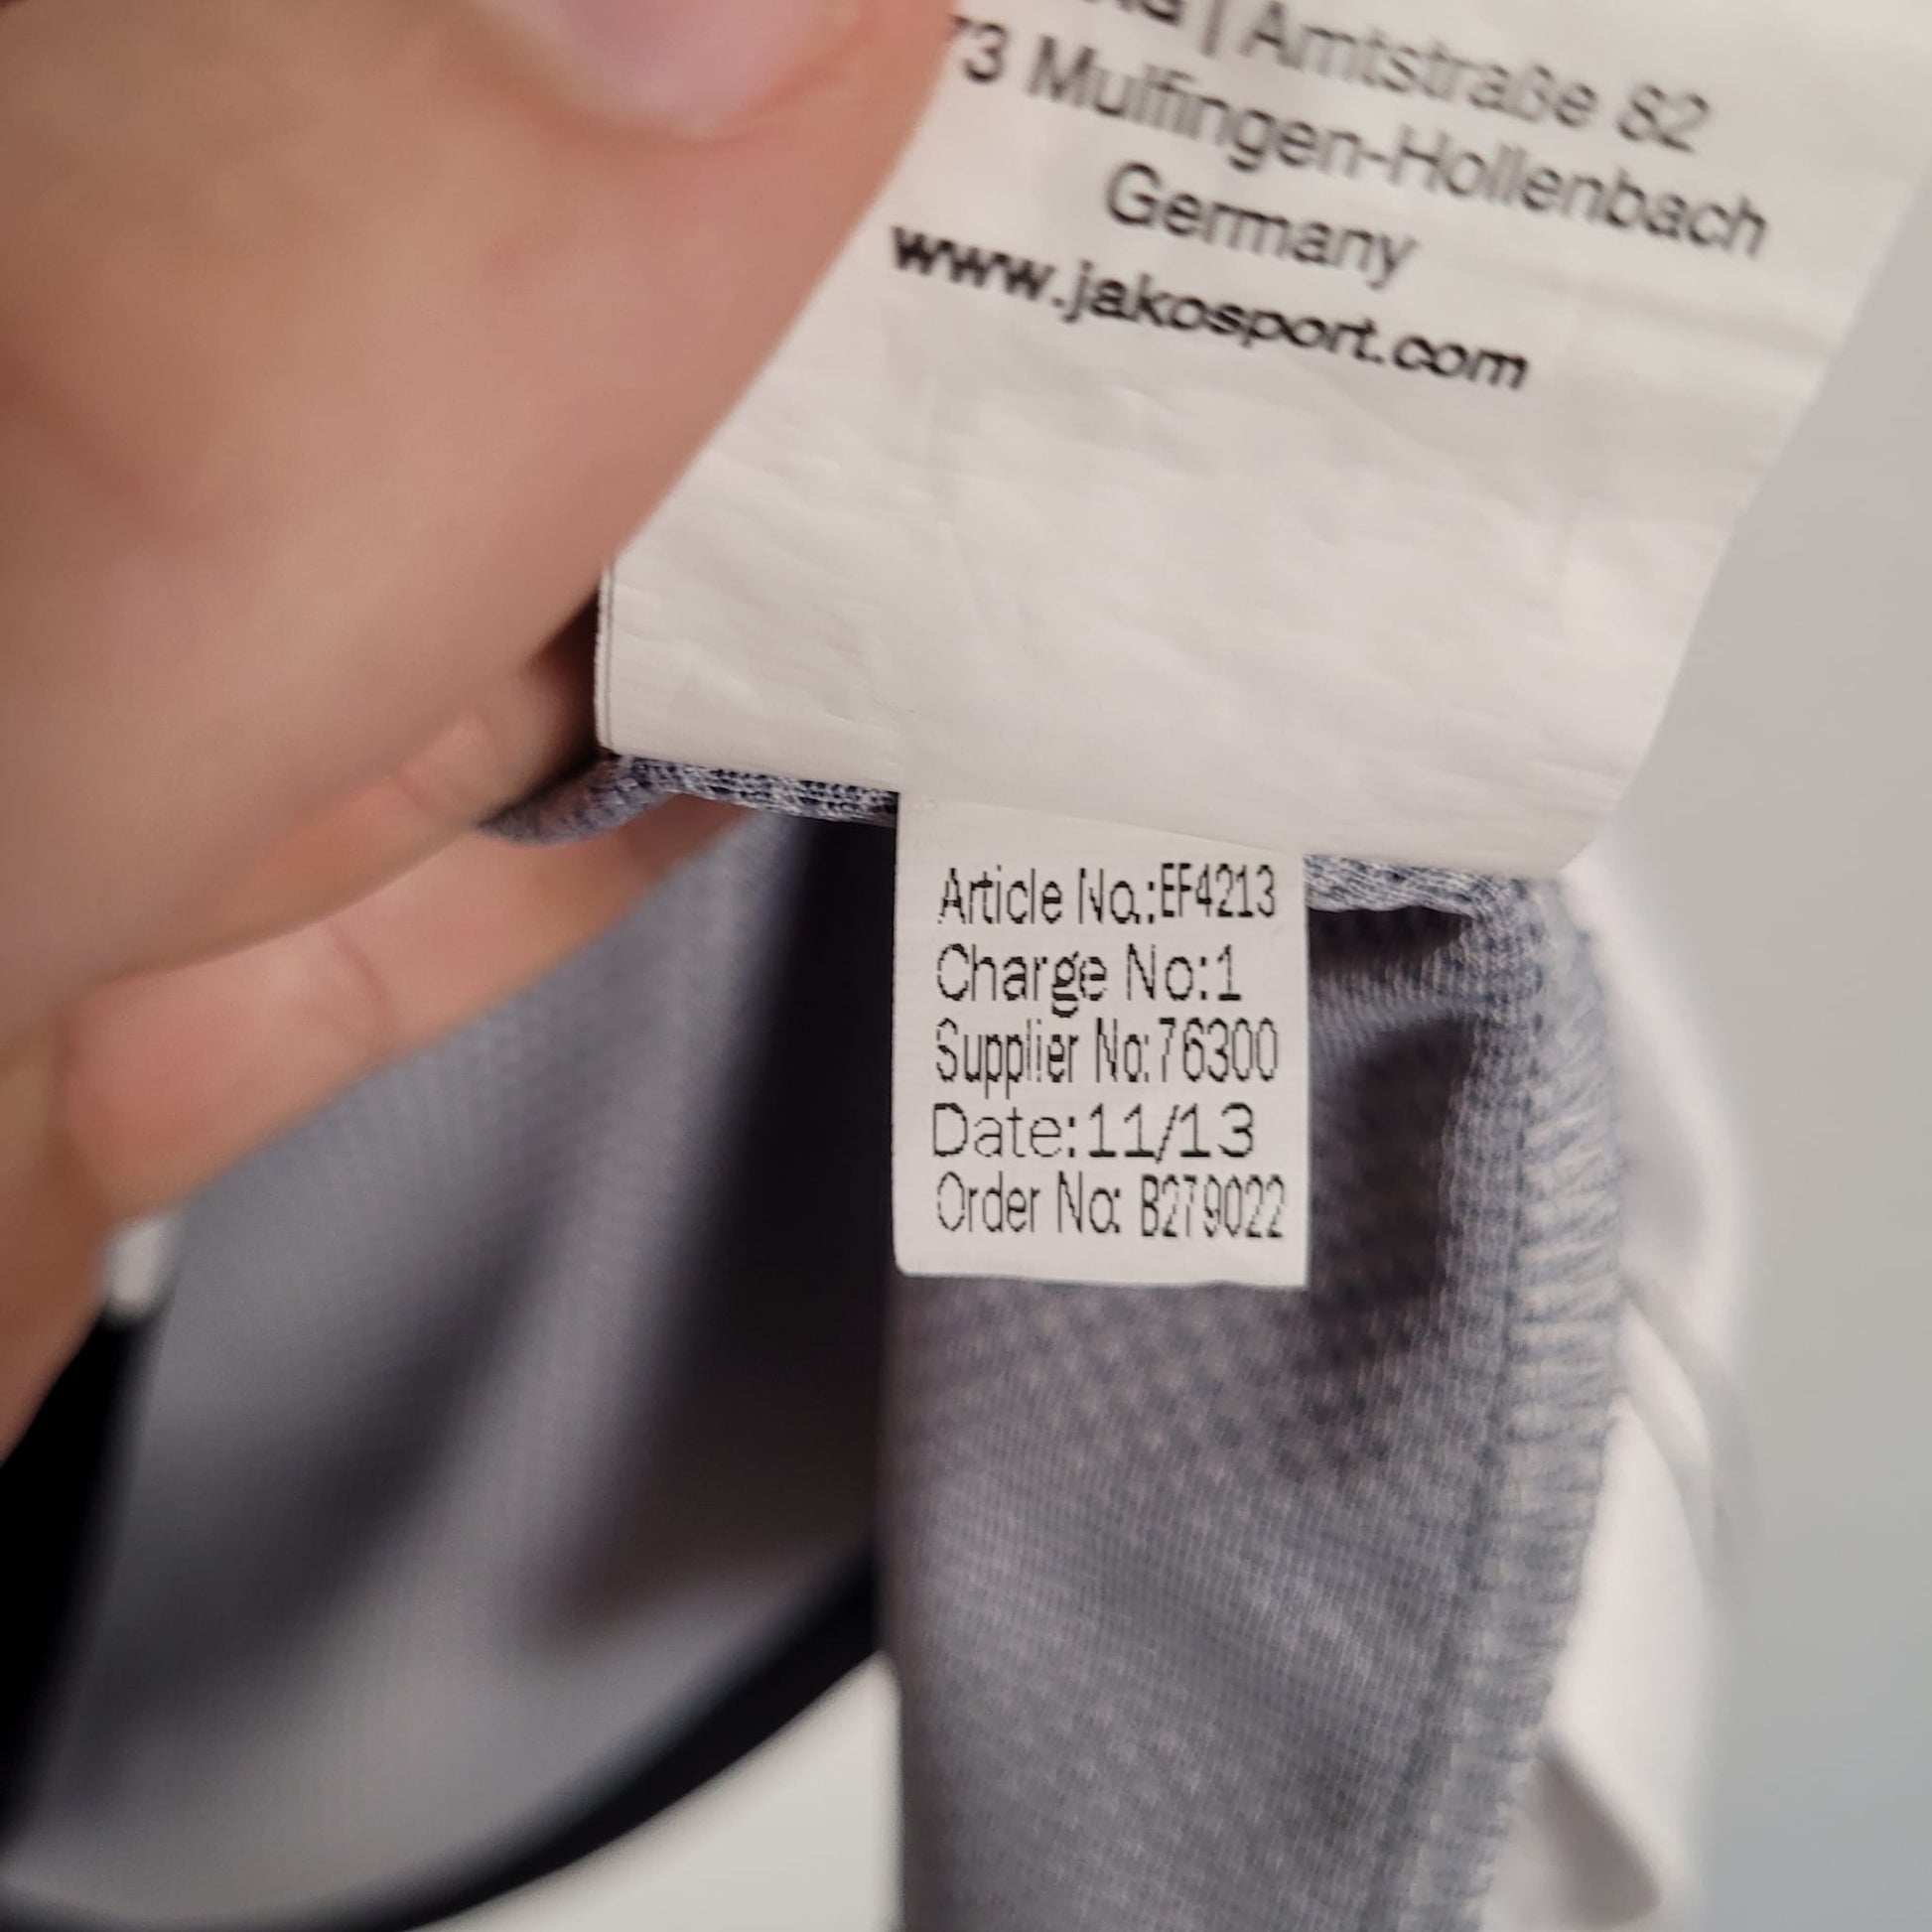 | Amtstraße 82
73 Mulfingen-Hollenbach
Germany
www.jakosport.com
Article No.:EF4213
Charge No:1
Supplier No:76300
Date:11/13
Order No: B279022